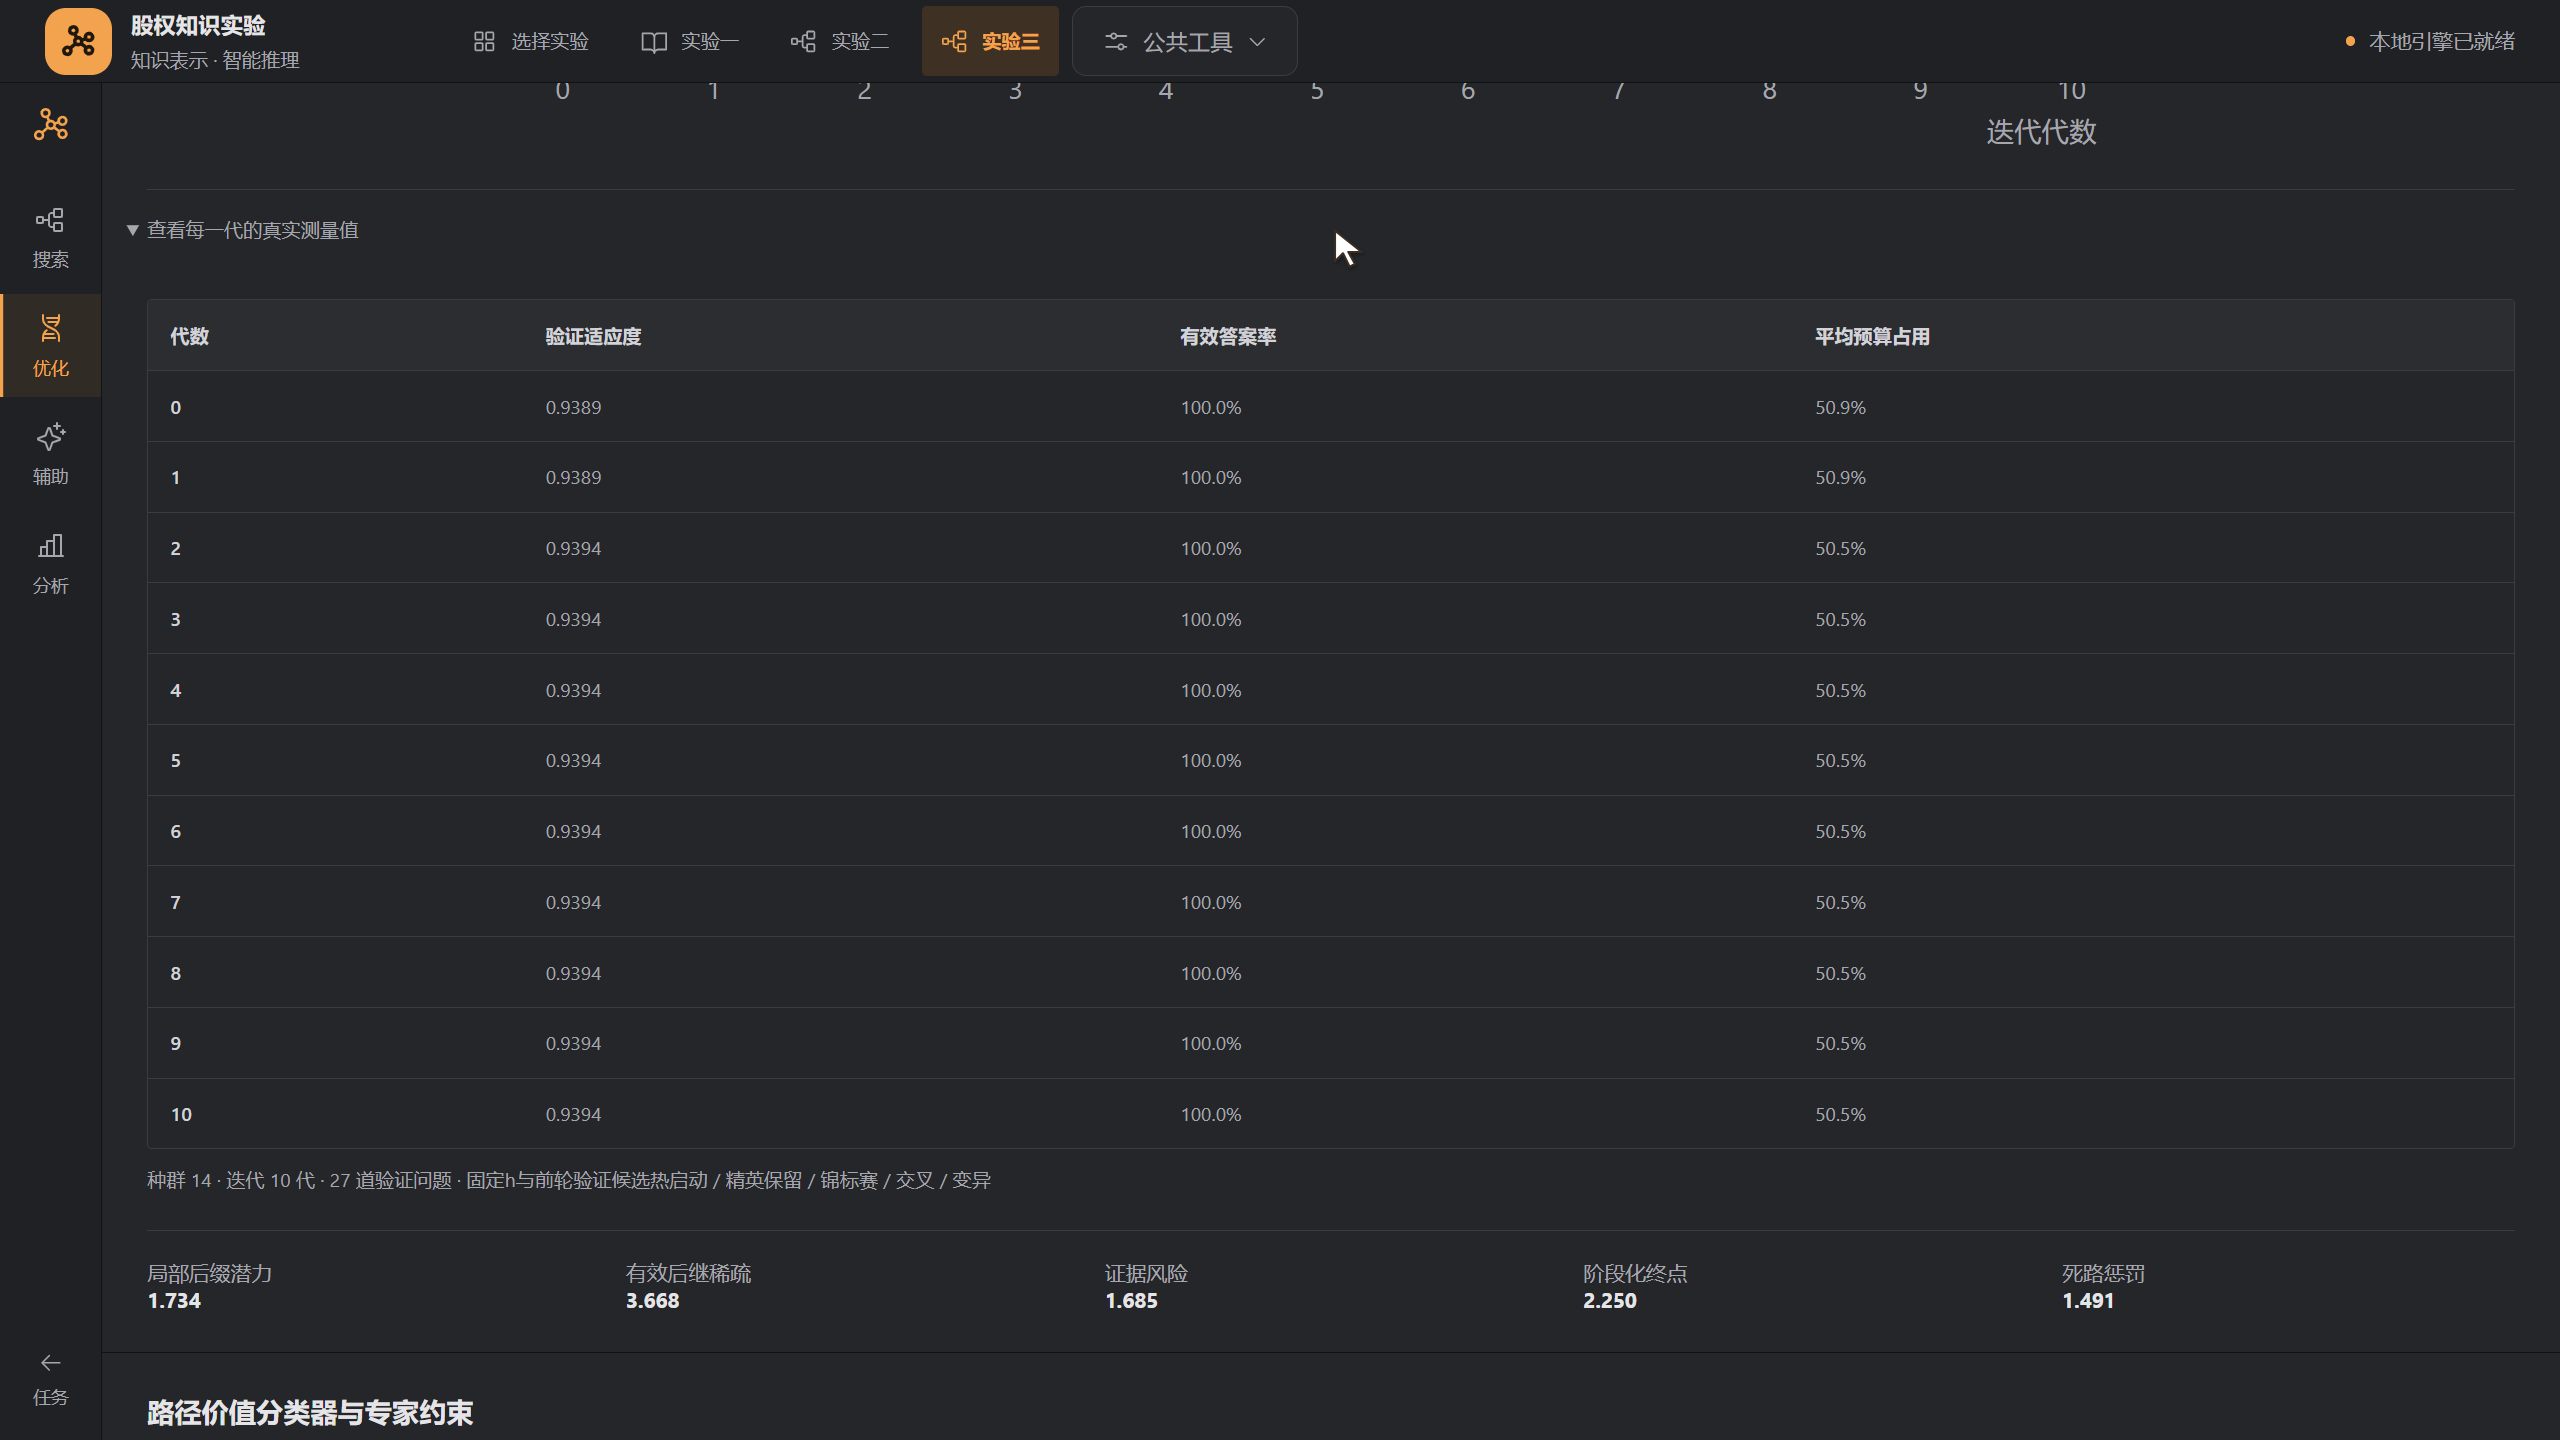 股权知识实验
知识表示 · 智能推理
选择实验
实验一
实验二
实验三
公共工具
本地引擎已就绪
搜索
优化
辅助
分析
任务
0 1 2 3 4 5 6 7 8 9 10
迭代代数
查看每一代的真实测量值
代数 验证适应度 有效答案率 平均预算占用
0 0.9389 100.0% 50.9%
1 0.9389 100.0% 50.9%
2 0.9394 100.0% 50.5%
3 0.9394 100.0% 50.5%
4 0.9394 100.0% 50.5%
5 0.9394 100.0% 50.5%
6 0.9394 100.0% 50.5%
7 0.9394 100.0% 50.5%
8 0.9394 100.0% 50.5%
9 0.9394 100.0% 50.5%
10 0.9394 100.0% 50.5%
种群 14 · 迭代 10 代 · 27 道验证问题 · 固定h与前轮验证候选热启动 / 精英保留 / 锦标赛 / 交叉 / 变异
局部后缀潜力 有效后继稀疏 证据风险 阶段化终点 死路惩罚
1.734 3.668 1.685 2.250 1.491
路径价值分类器与专家约束